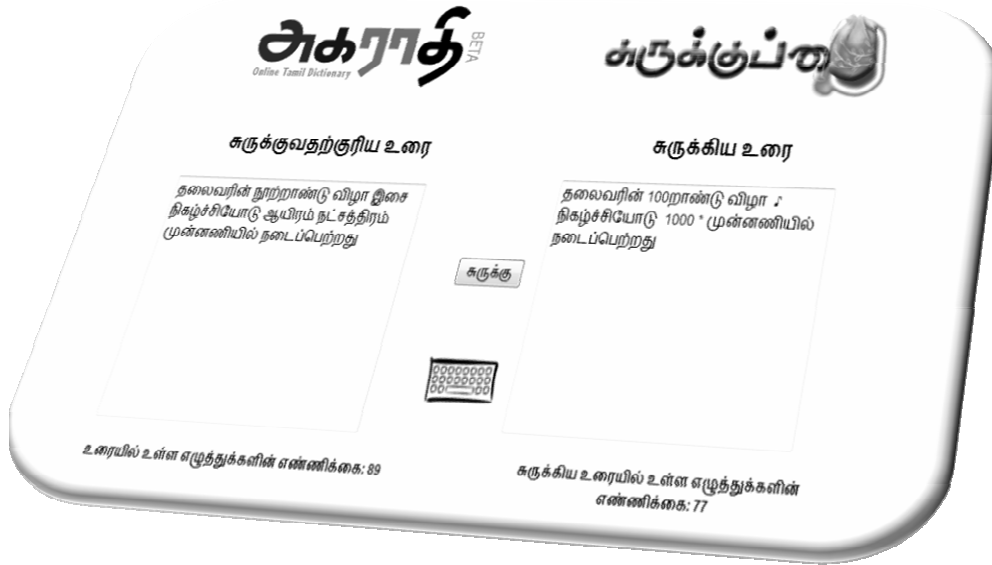 அகராதி BETA
Online Tamil Dictionary
சுருக்குப்பை
சுருக்குவதற்குரிய உரை
தலைவரின் நூற்றாண்டு விழா இசை
நிகழ்ச்சியோடு ஆயிரம் நட்சத்திரம்
முன்னணியில் நடைப்பெற்றது
சுருக்கு
உரையில் உள்ள எழுத்துக்களின் எண்ணிக்கை: 89
சுருக்கிய உரை
தலைவரின் 100றாண்டு விழா ♪
நிகழ்ச்சியோடு 1000 * முன்னணியில்
நடைப்பெற்றது
சுருக்கிய உரையில் உள்ள எழுத்துக்களின்
எண்ணிக்கை: 77